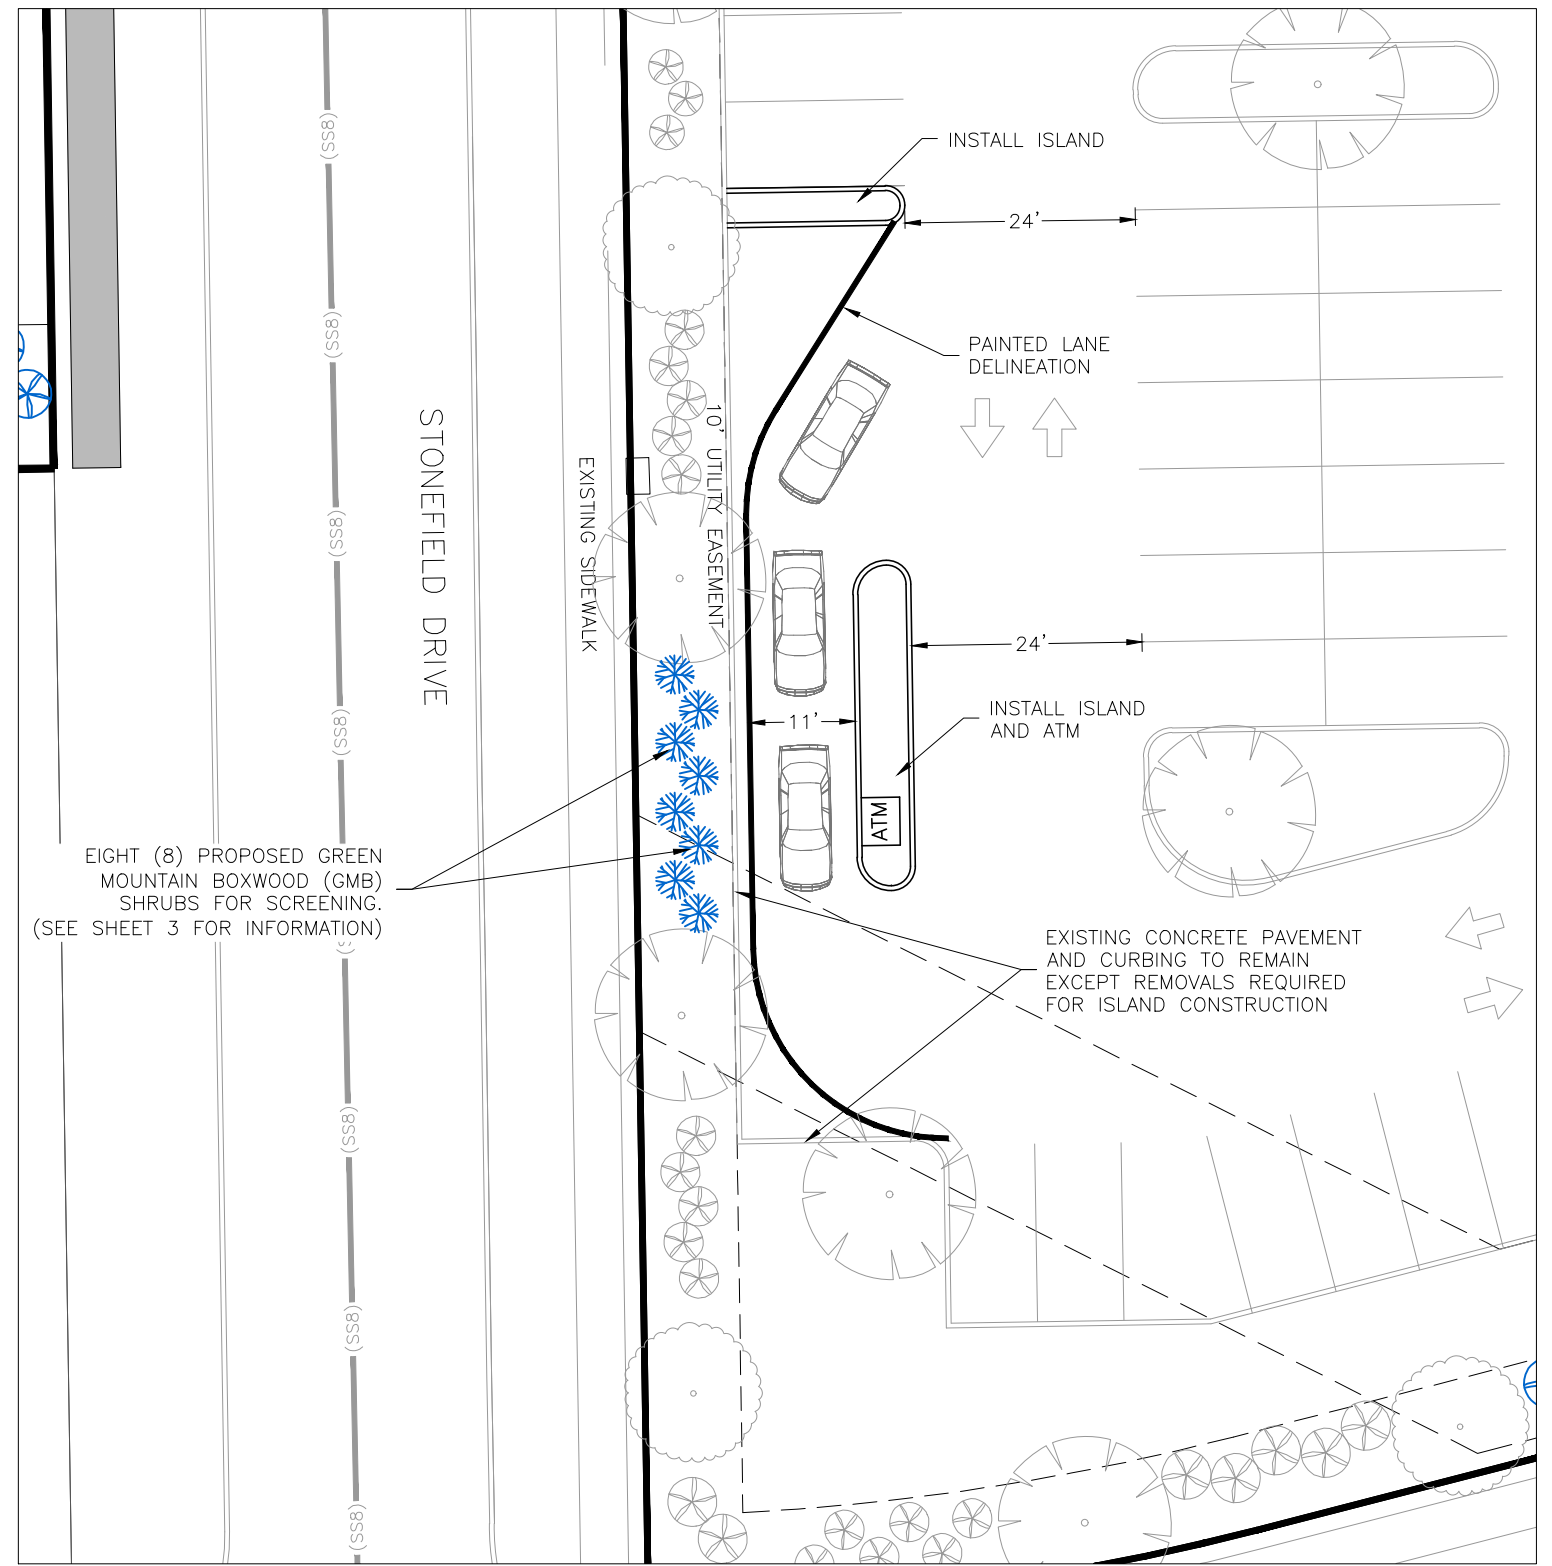 INSTALL ISLAND
24'
PAINTED LANE
DELINEATION
(SS8)
(SS8)
(SS8)
(SS8)
(SS8)
(SS8)
(SS8)
STONEFIELD DRIVE
EXISTING SIDEWALK
10' UTILITY EASEMENT
24'
11'
INSTALL ISLAND
AND ATM
ATM
EIGHT (8) PROPOSED GREEN
MOUNTAIN BOXWOOD (GMB)
SHRUBS FOR SCREENING.
(SEE SHEET 3 FOR INFORMATION)
EXISTING CONCRETE PAVEMENT
AND CURBING TO REMAIN
EXCEPT REMOVALS REQUIRED
FOR ISLAND CONSTRUCTION